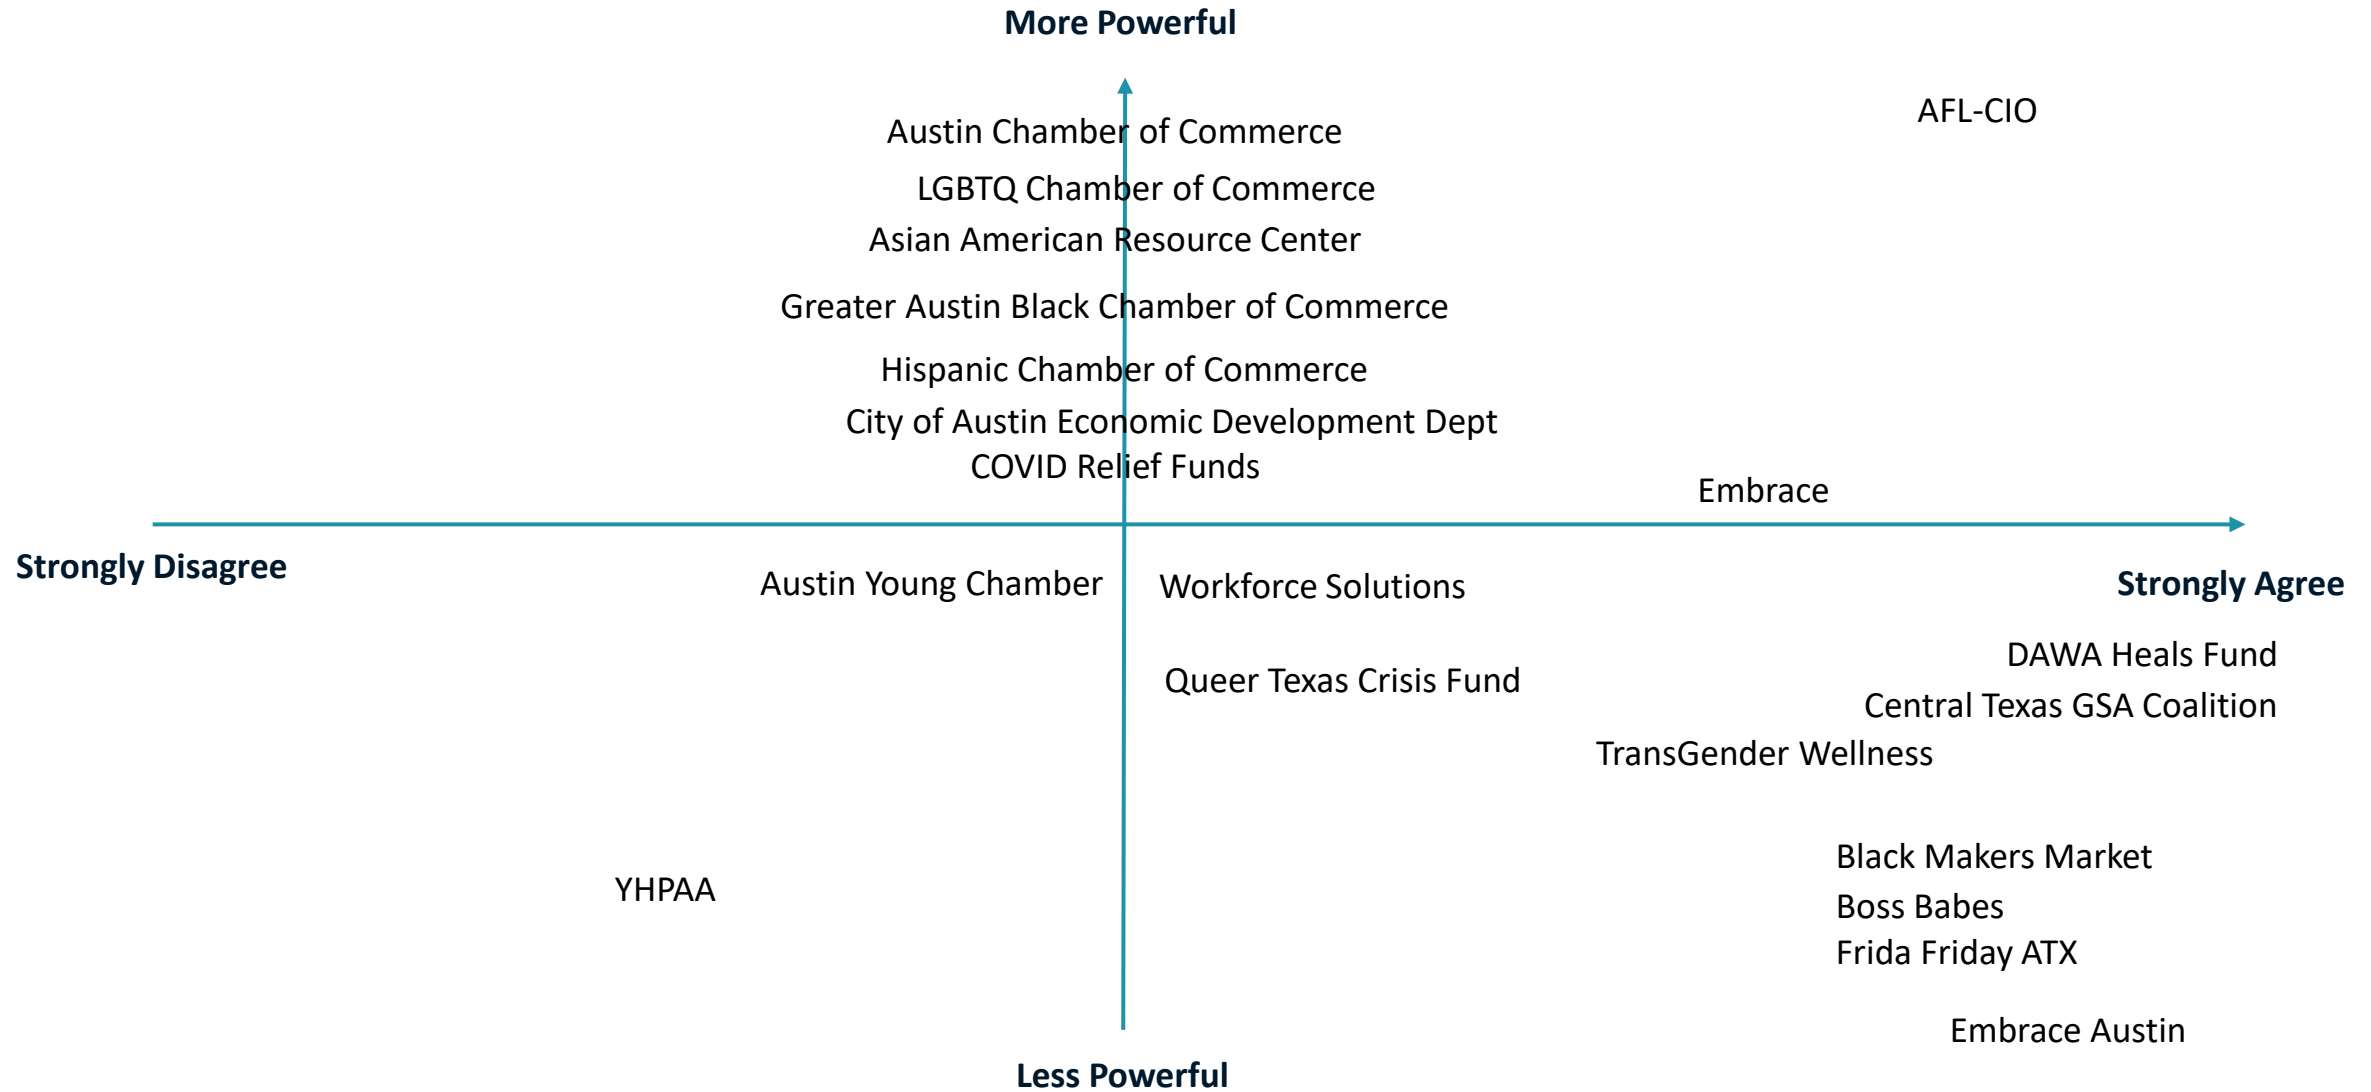 More Powerful
AFL-CIO
Austin Chamber of Commerce
LGBTQ Chamber of Commerce
Asian American Resource Center
Greater Austin Black Chamber of Commerce
Hispanic Chamber of Commerce
City of Austin Economic Development Dept
COVID Relief Funds
Embrace
Strongly Disagree
Austin Young Chamber
Workforce Solutions
Strongly Agree
DAWA Heals Fund
Queer Texas Crisis Fund
Central Texas GSA Coalition
TransGender Wellness
Black Makers Market
YHPAA
Boss Babes
Frida Friday ATX
Embrace Austin
Less Powerful